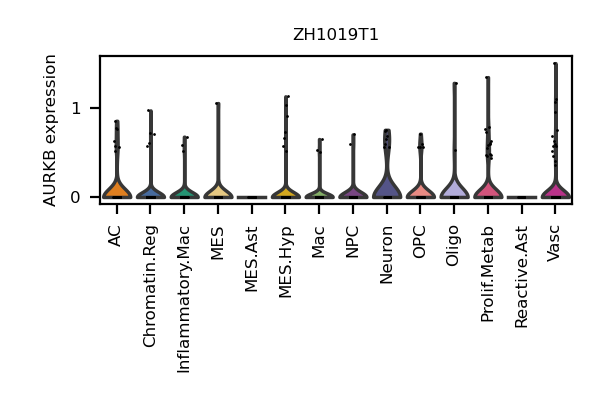 ZH1019T1
AURKB expression
1
0
AC
Chromatin.Reg
Inflammatory.Mac
MES
MES.Ast
MES.Hyp
Mac
NPC
Neuron
OPC
Oligo
Prolif.Metab
Reactive.Ast
Vasc